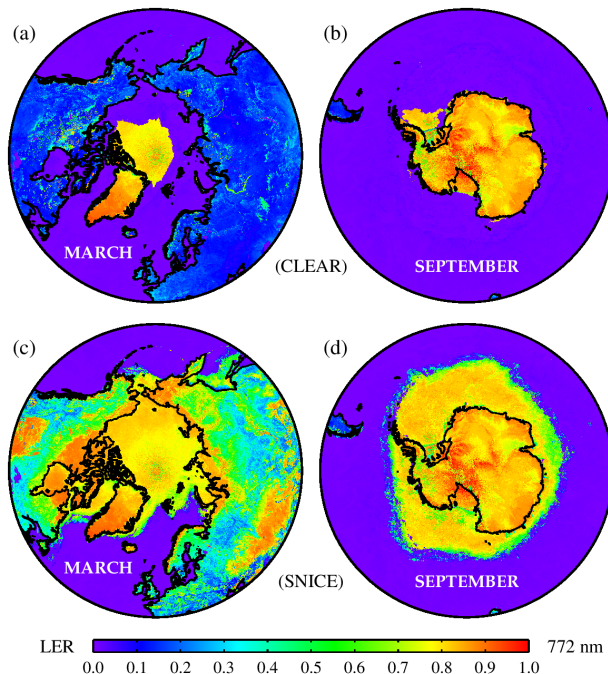 (a)
(b)
MARCH
(CLEAR)
SEPTEMBER
(c)
(d)
MARCH
(SNICE)
SEPTEMBER
LER
772 nm
0.0 0.1 0.2 0.3 0.4 0.5 0.6 0.7 0.8 0.9 1.0